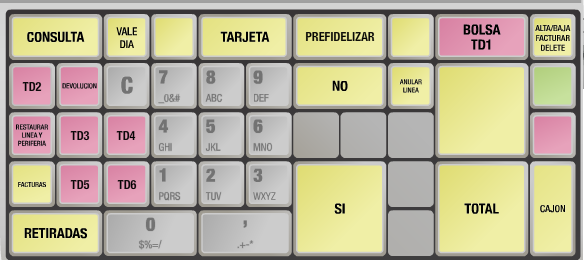 CONSULTA
VALE
DIA
TARJETA
PREFIDELIZAR
BOLSA
TD1
ALTA/BAJA
FACTURAR
DELETE
TD2
DEVOLUCION
C
7
_0&#
8
ABC
9
DEF
NO
ANULAR
LINEA
RESTAURAR
LINEA Y
PERIFERIA
TD3
TD4
4
GHI
5
JKL
6
MNO
FACTURAS
TD5
TD6
1
PQRS
2
TUV
3
WXYZ
SI
TOTAL
CAJON
RETIRADAS
0
$%=/
,
.+-*